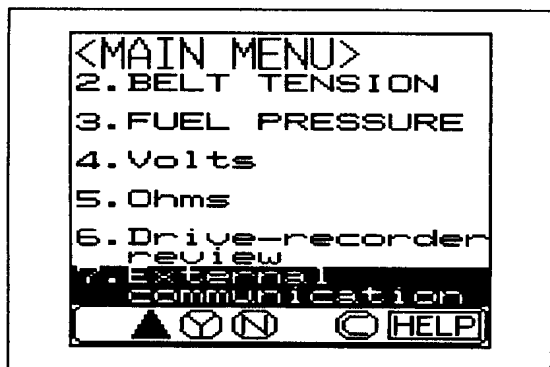 <MAIN MENU>
2.BELT TENSION
3.FUEL PRESSURE
4.Volts
5.Ohms
6.Drive-recorder
review
7.External
communication
Y N C HELP